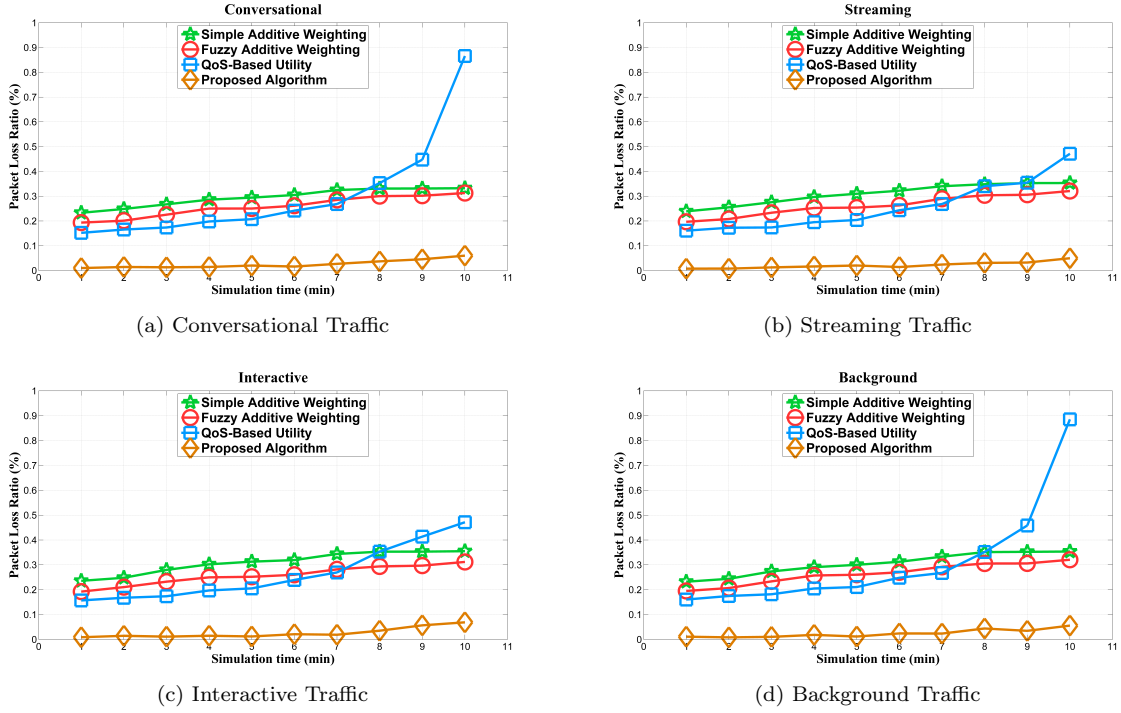 Conversational
1
0.9
0.8
0.7
0.6
0.5
0.4
0.3
0.2
0.1
0
Packet Loss Ratio (%)
Simple Additive Weighting
Fuzzy Additive Weighting
QoS-Based Utility
Proposed Algorithm
0 1 2 3 4 5 6 7 8 9 10 11
Simulation time (min)
(a) Conversational Traffic
Streaming
1
0.9
0.8
0.7
0.6
0.5
0.4
0.3
0.2
0.1
0
Packet Loss Ratio (%)
Simple Additive Weighting
Fuzzy Additive Weighting
QoS-Based Utility
Proposed Algorithm
0 1 2 3 4 5 6 7 8 9 10 11
Simulation time (min)
(b) Streaming Traffic
Interactive
1
0.9
0.8
0.7
0.6
0.5
0.4
0.3
0.2
0.1
0
Packet Loss Ratio (%)
Simple Additive Weighting
Fuzzy Additive Weighting
QoS-Based Utility
Proposed Algorithm
0 1 2 3 4 5 6 7 8 9 10 11
Simulation time (min)
(c) Interactive Traffic
Background
1
0.9
0.8
0.7
0.6
0.5
0.4
0.3
0.2
0.1
0
Packet Loss Ratio (%)
Simple Additive Weighting
Fuzzy Additive Weighting
QoS-Based Utility
Proposed Algorithm
0 1 2 3 4 5 6 7 8 9 10 11
Simulation time (min)
(d) Background Traffic